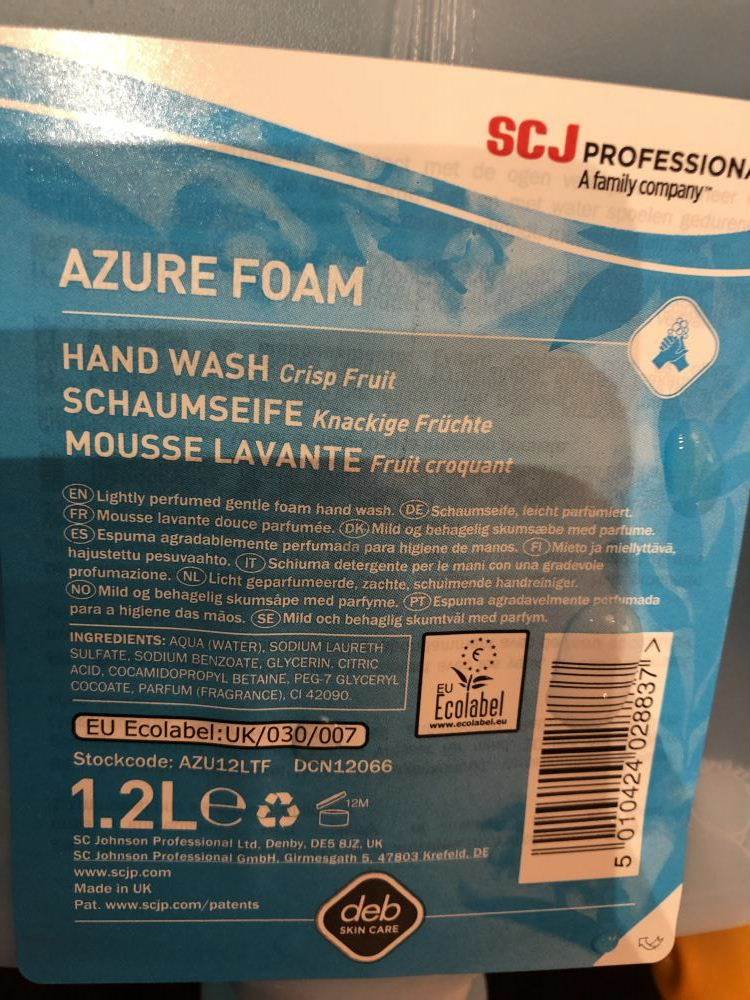 SCJ PROFESSIONA
A family company™
AZURE FOAM
HAND WASH Crisp Fruit
SCHAUMSEIFE Knackige Früchte
MOUSSE LAVANTE Fruit croquant
EN Lightly perfumed gentle foam hand wash. DE Schaumseife, leicht parfümiert.
FR Mousse lavante douce parfumée. DK Mild og behagelig skumsæbe med parfume.
ES Espuma agradablemente perfumada para higiene de manos. FI Mieto ja miellyttävä,
hajustettu pesuvaahto. IT Schiuma detergente per le mani con una gradevole
profumazione. NL Licht geparfumeerde, zachte, schuimende handreiniger.
NO Mild og behagelig skumsåpe med parfyme. PT Espuma agradavelmente perfumada
para a higiene das mãos. SE Mild och behaglig skumtvål med parfym.
INGREDIENTS: AQUA (WATER), SODIUM LAURETH
SULFATE, SODIUM BENZOATE, GLYCERIN, CITRIC
ACID, COCAMIDOPROPYL BETAINE, PEG-7 GLYCERYL
COCOATE, PARFUM (FRAGRANCE), CI 42090.
EU
Ecolabel
www.ecolabel.eu
EU Ecolabel:UK/030/007
Stockcode: AZU12LTF DCN12066
1.2L℮ 12M
SC Johnson Professional Ltd, Denby, DE5 8JZ, UK
SC Johnson Professional GmbH, Girmesgath 5, 47803 Krefeld, DE
www.scjp.com
Made in UK
Pat. www.scjp.com/patents
deb
SKIN CARE
5 010424 028837 >